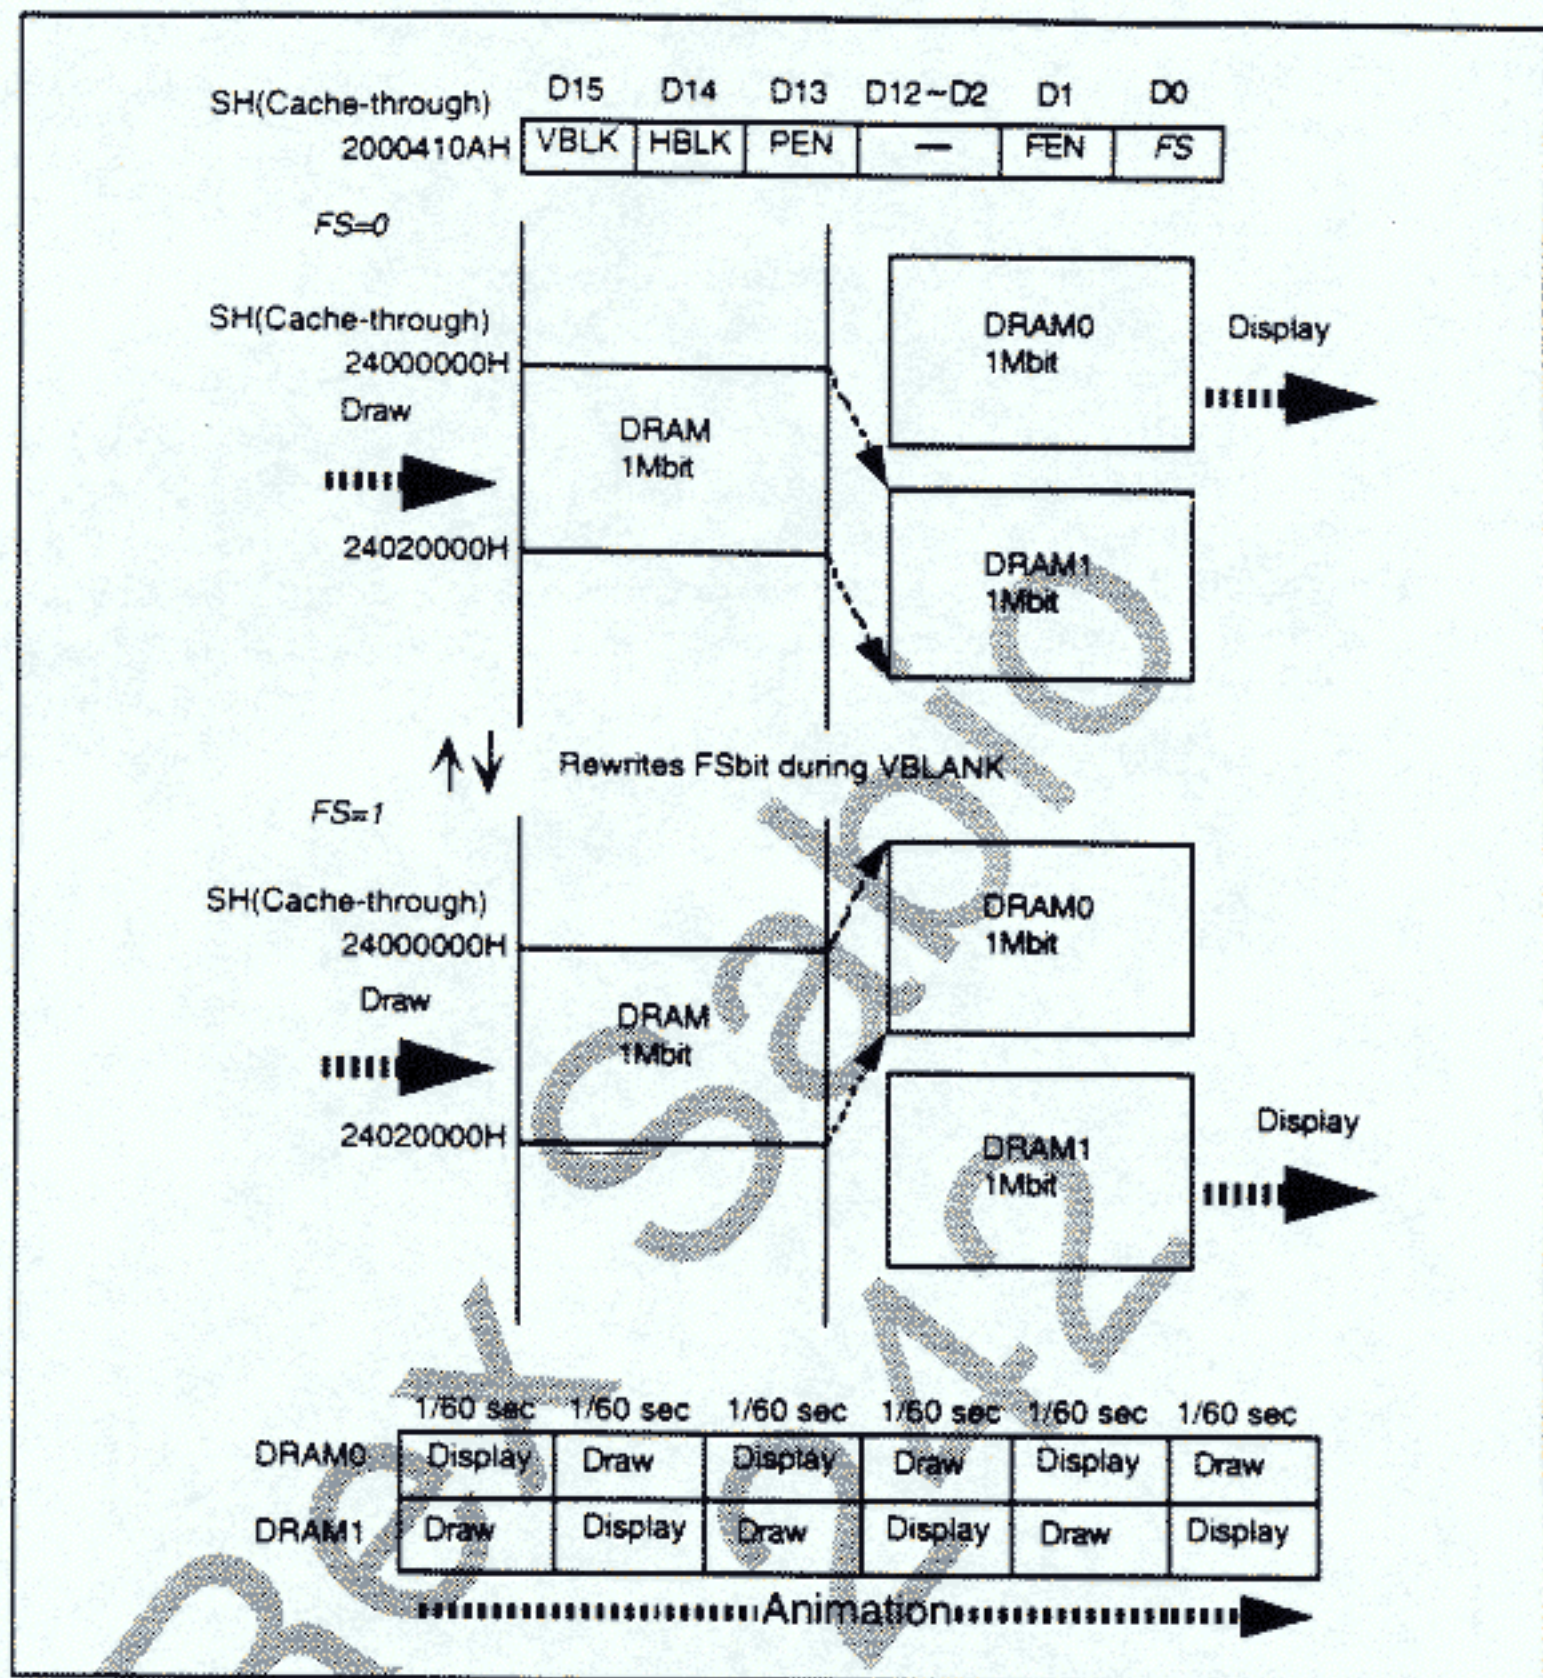 SH(Cache-through) D15 D14 D13 D12~D2 D1 D0
2000410AH VBLK HBLK PEN — FEN FS
FS=0
SH(Cache-through)
24000000H
Draw
24020000H
DRAM
1Mbit
DRAM0
1Mbit
Display
DRAM1
1Mbit
Rewrites FSbit during VBLANK
FS=1
SH(Cache-through)
24000000H
Draw
24020000H
DRAM
1Mbit
DRAM0
1Mbit
DRAM1
1Mbit
Display
1/60 sec 1/60 sec 1/60 sec 1/60 sec 1/60 sec 1/60 sec
DRAM0 Display Draw Display Draw Display Draw
DRAM1 Draw Display Draw Display Draw Display
Animation
Rex Sabio
242